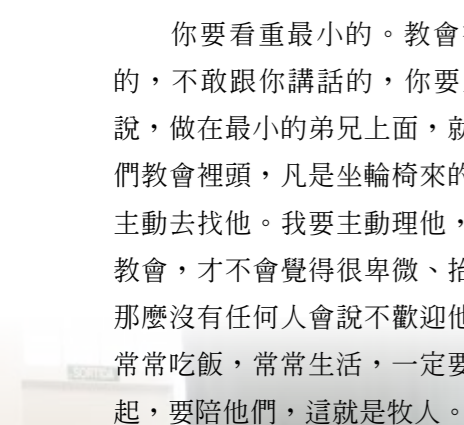 你要看重最小的。教會
的，不敢跟你講話的，你要
說，做在最小的弟兄上面，就
們教會裡頭，凡是坐輪椅來的
主動去找他。我要主動理他，
教會，才不會覺得很卑微、抬
那麼沒有任何人會說不歡迎他
常常吃飯，常常生活，一定要
起，要陪他們，這就是牧人。